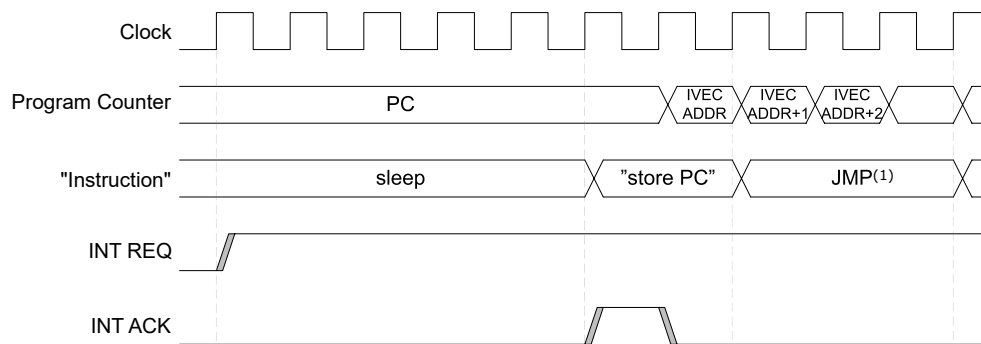 Clock
Program Counter
PC
IVEC
ADDR
IVEC
ADDR+1
IVEC
ADDR+2
"Instruction"
sleep
”store PC”
JMP(1)
INT REQ
INT ACK